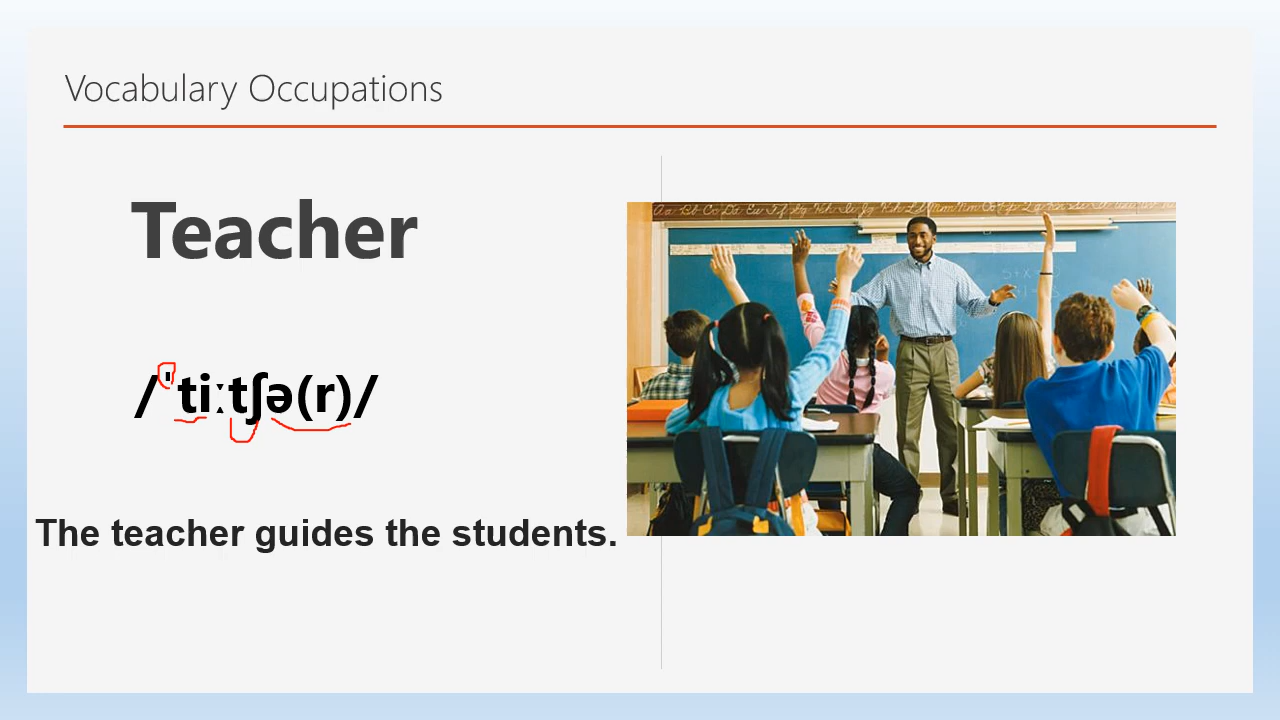 Vocabulary Occupations
Teacher
/ˈtiːtʃə(r)/
The teacher guides the students.